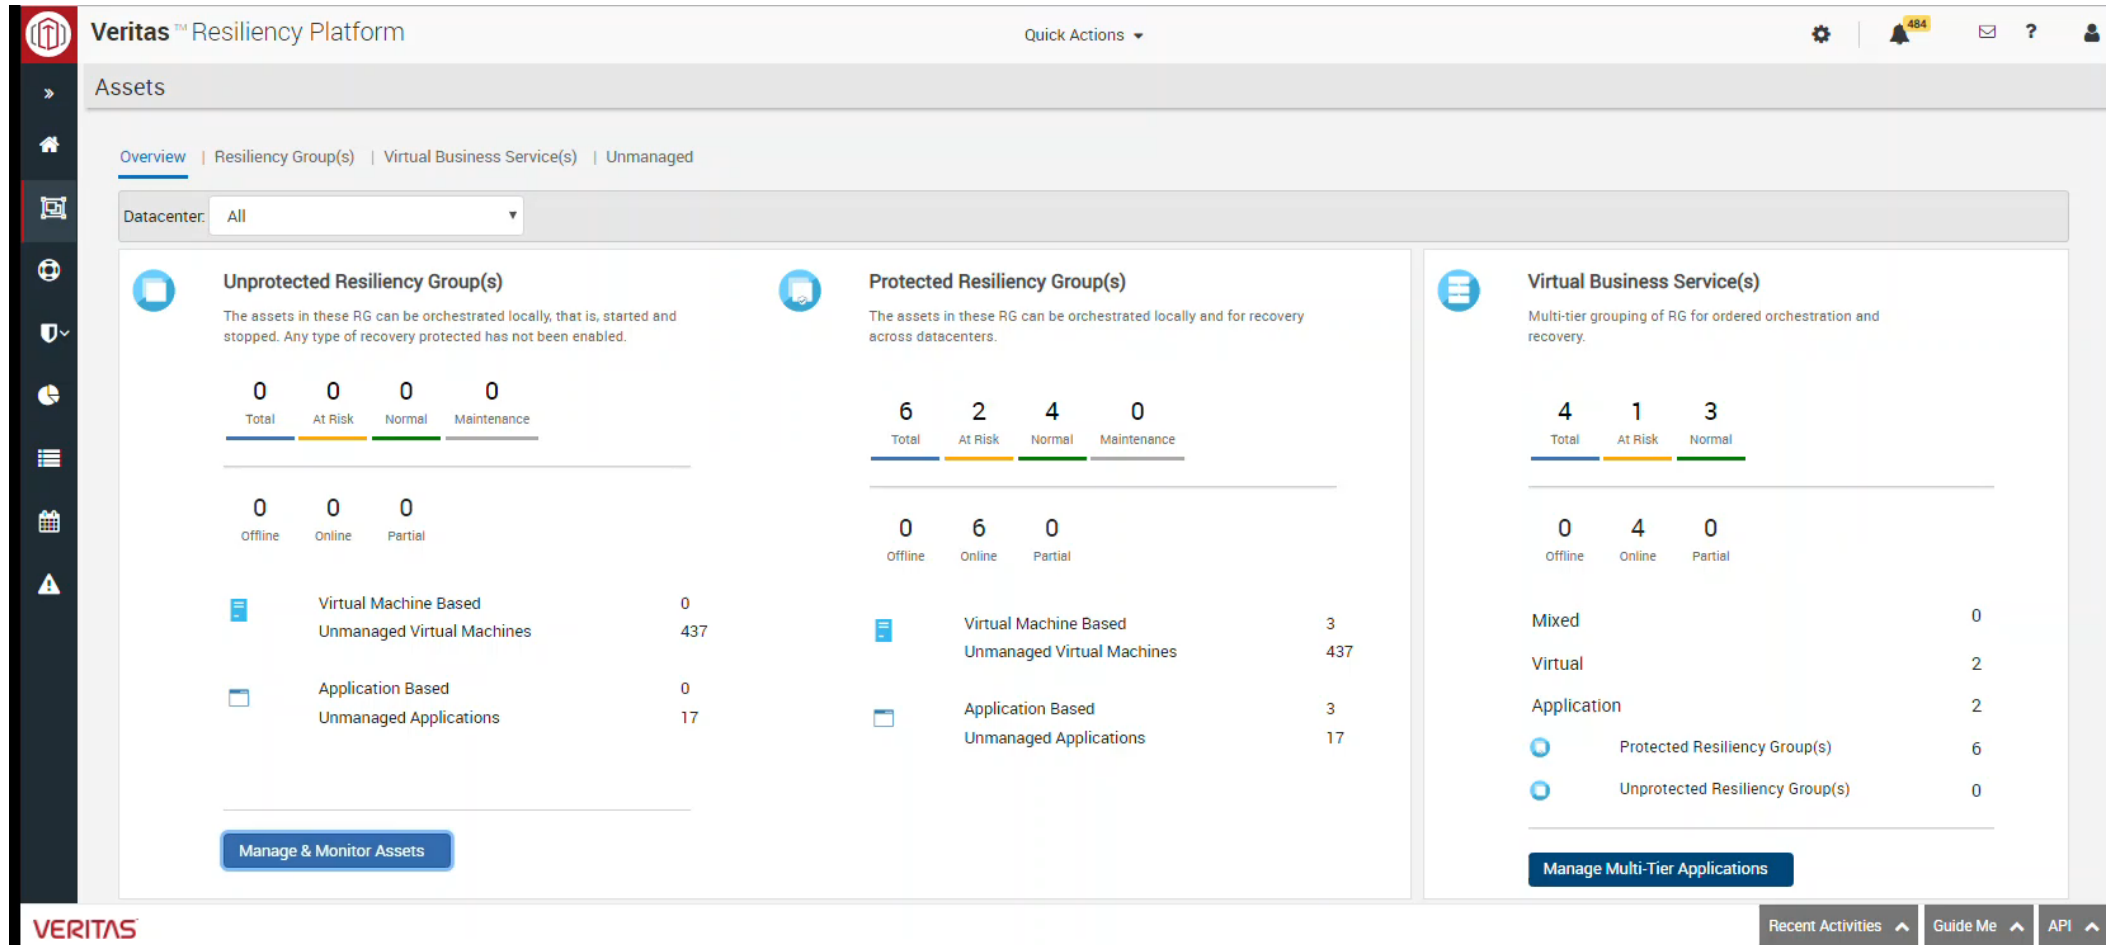 Veritas ™ Resiliency Platform
Quick Actions
484
?
Assets
Overview | Resiliency Group(s) | Virtual Business Service(s) | Unmanaged
Datacenter: All
Unprotected Resiliency Group(s)
The assets in these RG can be orchestrated locally, that is, started and
stopped. Any type of recovery protected has not been enabled.
0 0 0 0
Total At Risk Normal Maintenance
0 0 0
Offline Online Partial
Virtual Machine Based 0
Unmanaged Virtual Machines 437
Application Based 0
Unmanaged Applications 17
Manage & Monitor Assets
Protected Resiliency Group(s)
The assets in these RG can be orchestrated locally and for recovery
across datacenters.
6 2 4 0
Total At Risk Normal Maintenance
0 6 0
Offline Online Partial
Virtual Machine Based 3
Unmanaged Virtual Machines 437
Application Based 3
Unmanaged Applications 17
Virtual Business Service(s)
Multi-tier grouping of RG for ordered orchestration and
recovery.
4 1 3
Total At Risk Normal
0 4 0
Offline Online Partial
Mixed 0
Virtual 2
Application 2
Protected Resiliency Group(s) 6
Unprotected Resiliency Group(s) 0
Manage Multi-Tier Applications
VERITAS
Recent Activities Guide Me API